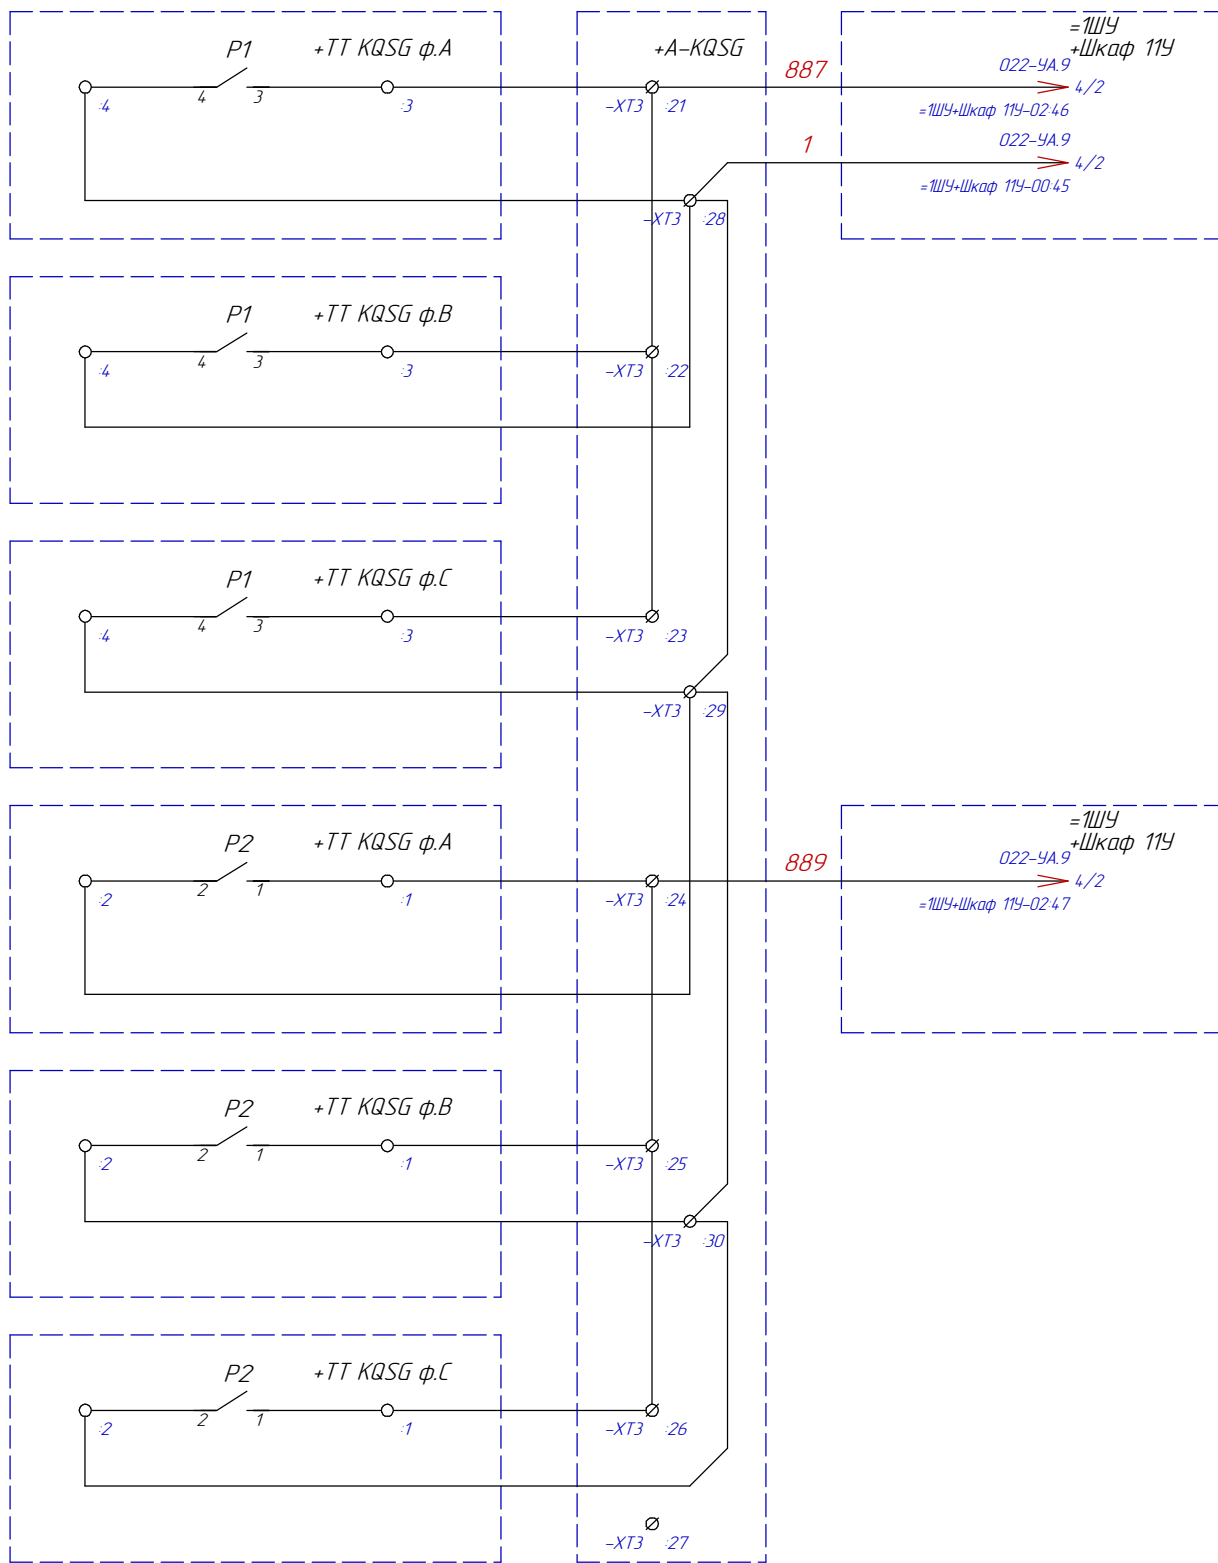 P1 +ТТ KQSG ф.А
:4 4 3 :3
+A-KQSG
-XT3 :21
887
=1ШУ
+Шкаф 11У
022-УА.9
4/2
=1ШУ+Шкаф 11У-02:46
1
022-УА.9
4/2
=1ШУ+Шкаф 11У-00:45
-XT3 :28
P1 +ТТ KQSG ф.В
:4 4 3 :3
-XT3 :22
P1 +ТТ KQSG ф.С
:4 4 3 :3
-XT3 :23
-XT3 :29
P2 +ТТ KQSG ф.А
:2 2 1 :1
-XT3 :24
889
=1ШУ
+Шкаф 11У
022-УА.9
4/2
=1ШУ+Шкаф 11У-02:47
P2 +ТТ KQSG ф.В
:2 2 1 :1
-XT3 :25
-XT3 :30
P2 +ТТ KQSG ф.С
:2 2 1 :1
-XT3 :26
-XT3 :27